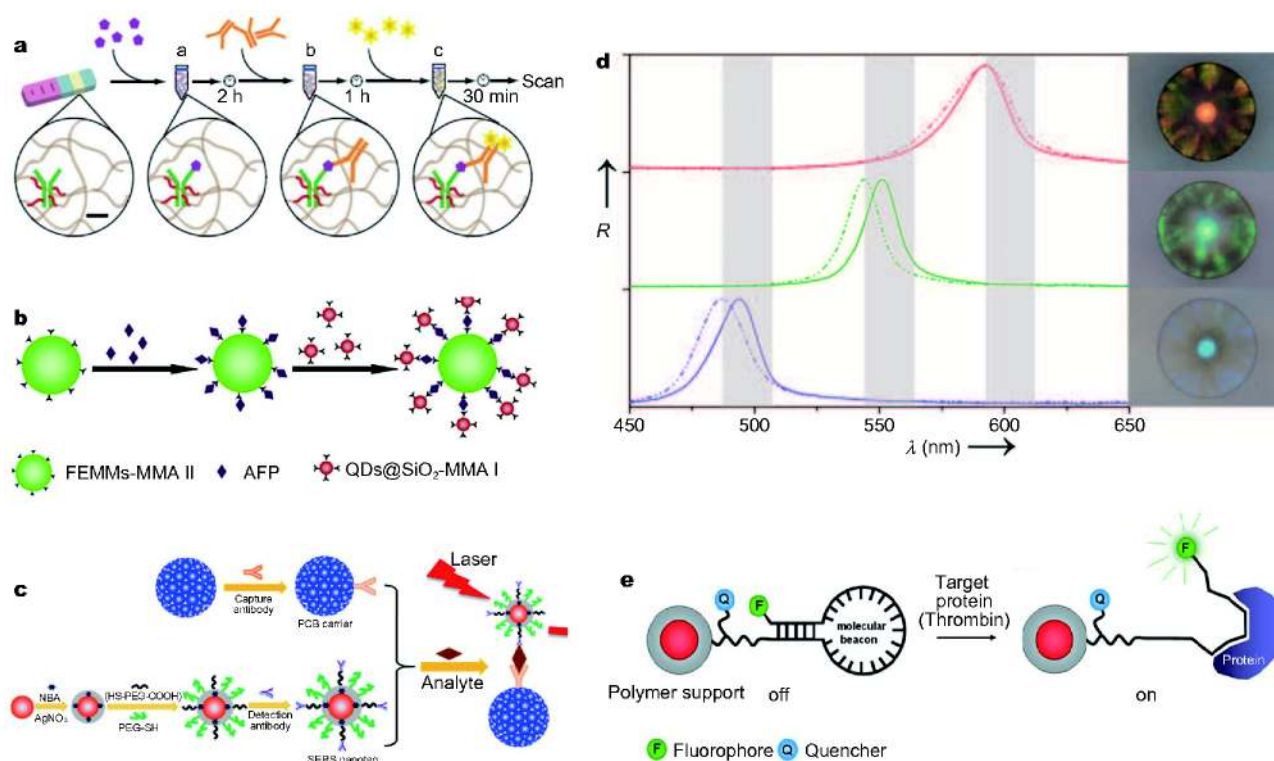 a
a
b
c
Scan
2 h
1 h
30 min
b
FEMMs-MMA II
AFP
QDs@SiO₂-MMA I
c
Capture
antibody
PCB carrier
Laser
Analyte
NBA
AgNO₃
(HS-PEG-COOH)
PEG-SH
Detection
antibody
SERS nanotag
d
R
450
500
550
600
650
λ (nm)
e
Q
F
molecular
beacon
Target
protein
(Thrombin)
Q
F
Protein
Polymer support
off
on
F
Fluorophore
Q
Quencher